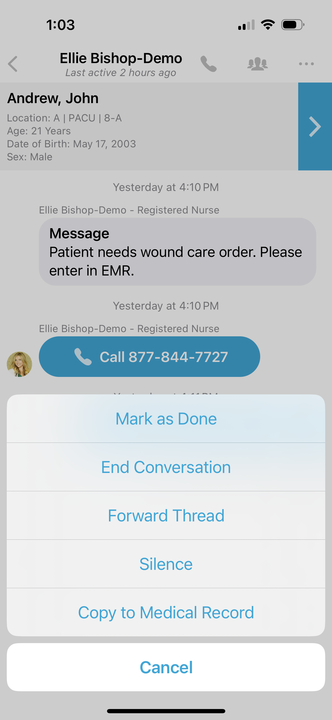 1:03
Ellie Bishop-Demo
Last active 2 hours ago
Andrew, John
Location: A | PACU | 8-A
Age: 21 Years
Date of Birth: May 17, 2003
Sex: Male
Yesterday at 4:10 PM
Ellie Bishop-Demo - Registered Nurse
Message
Patient needs wound care order. Please
enter in EMR.
Yesterday at 4:10 PM
Ellie Bishop-Demo - Registered Nurse
Call 877-844-7727
Mark as Done
End Conversation
Forward Thread
Silence
Copy to Medical Record
Cancel